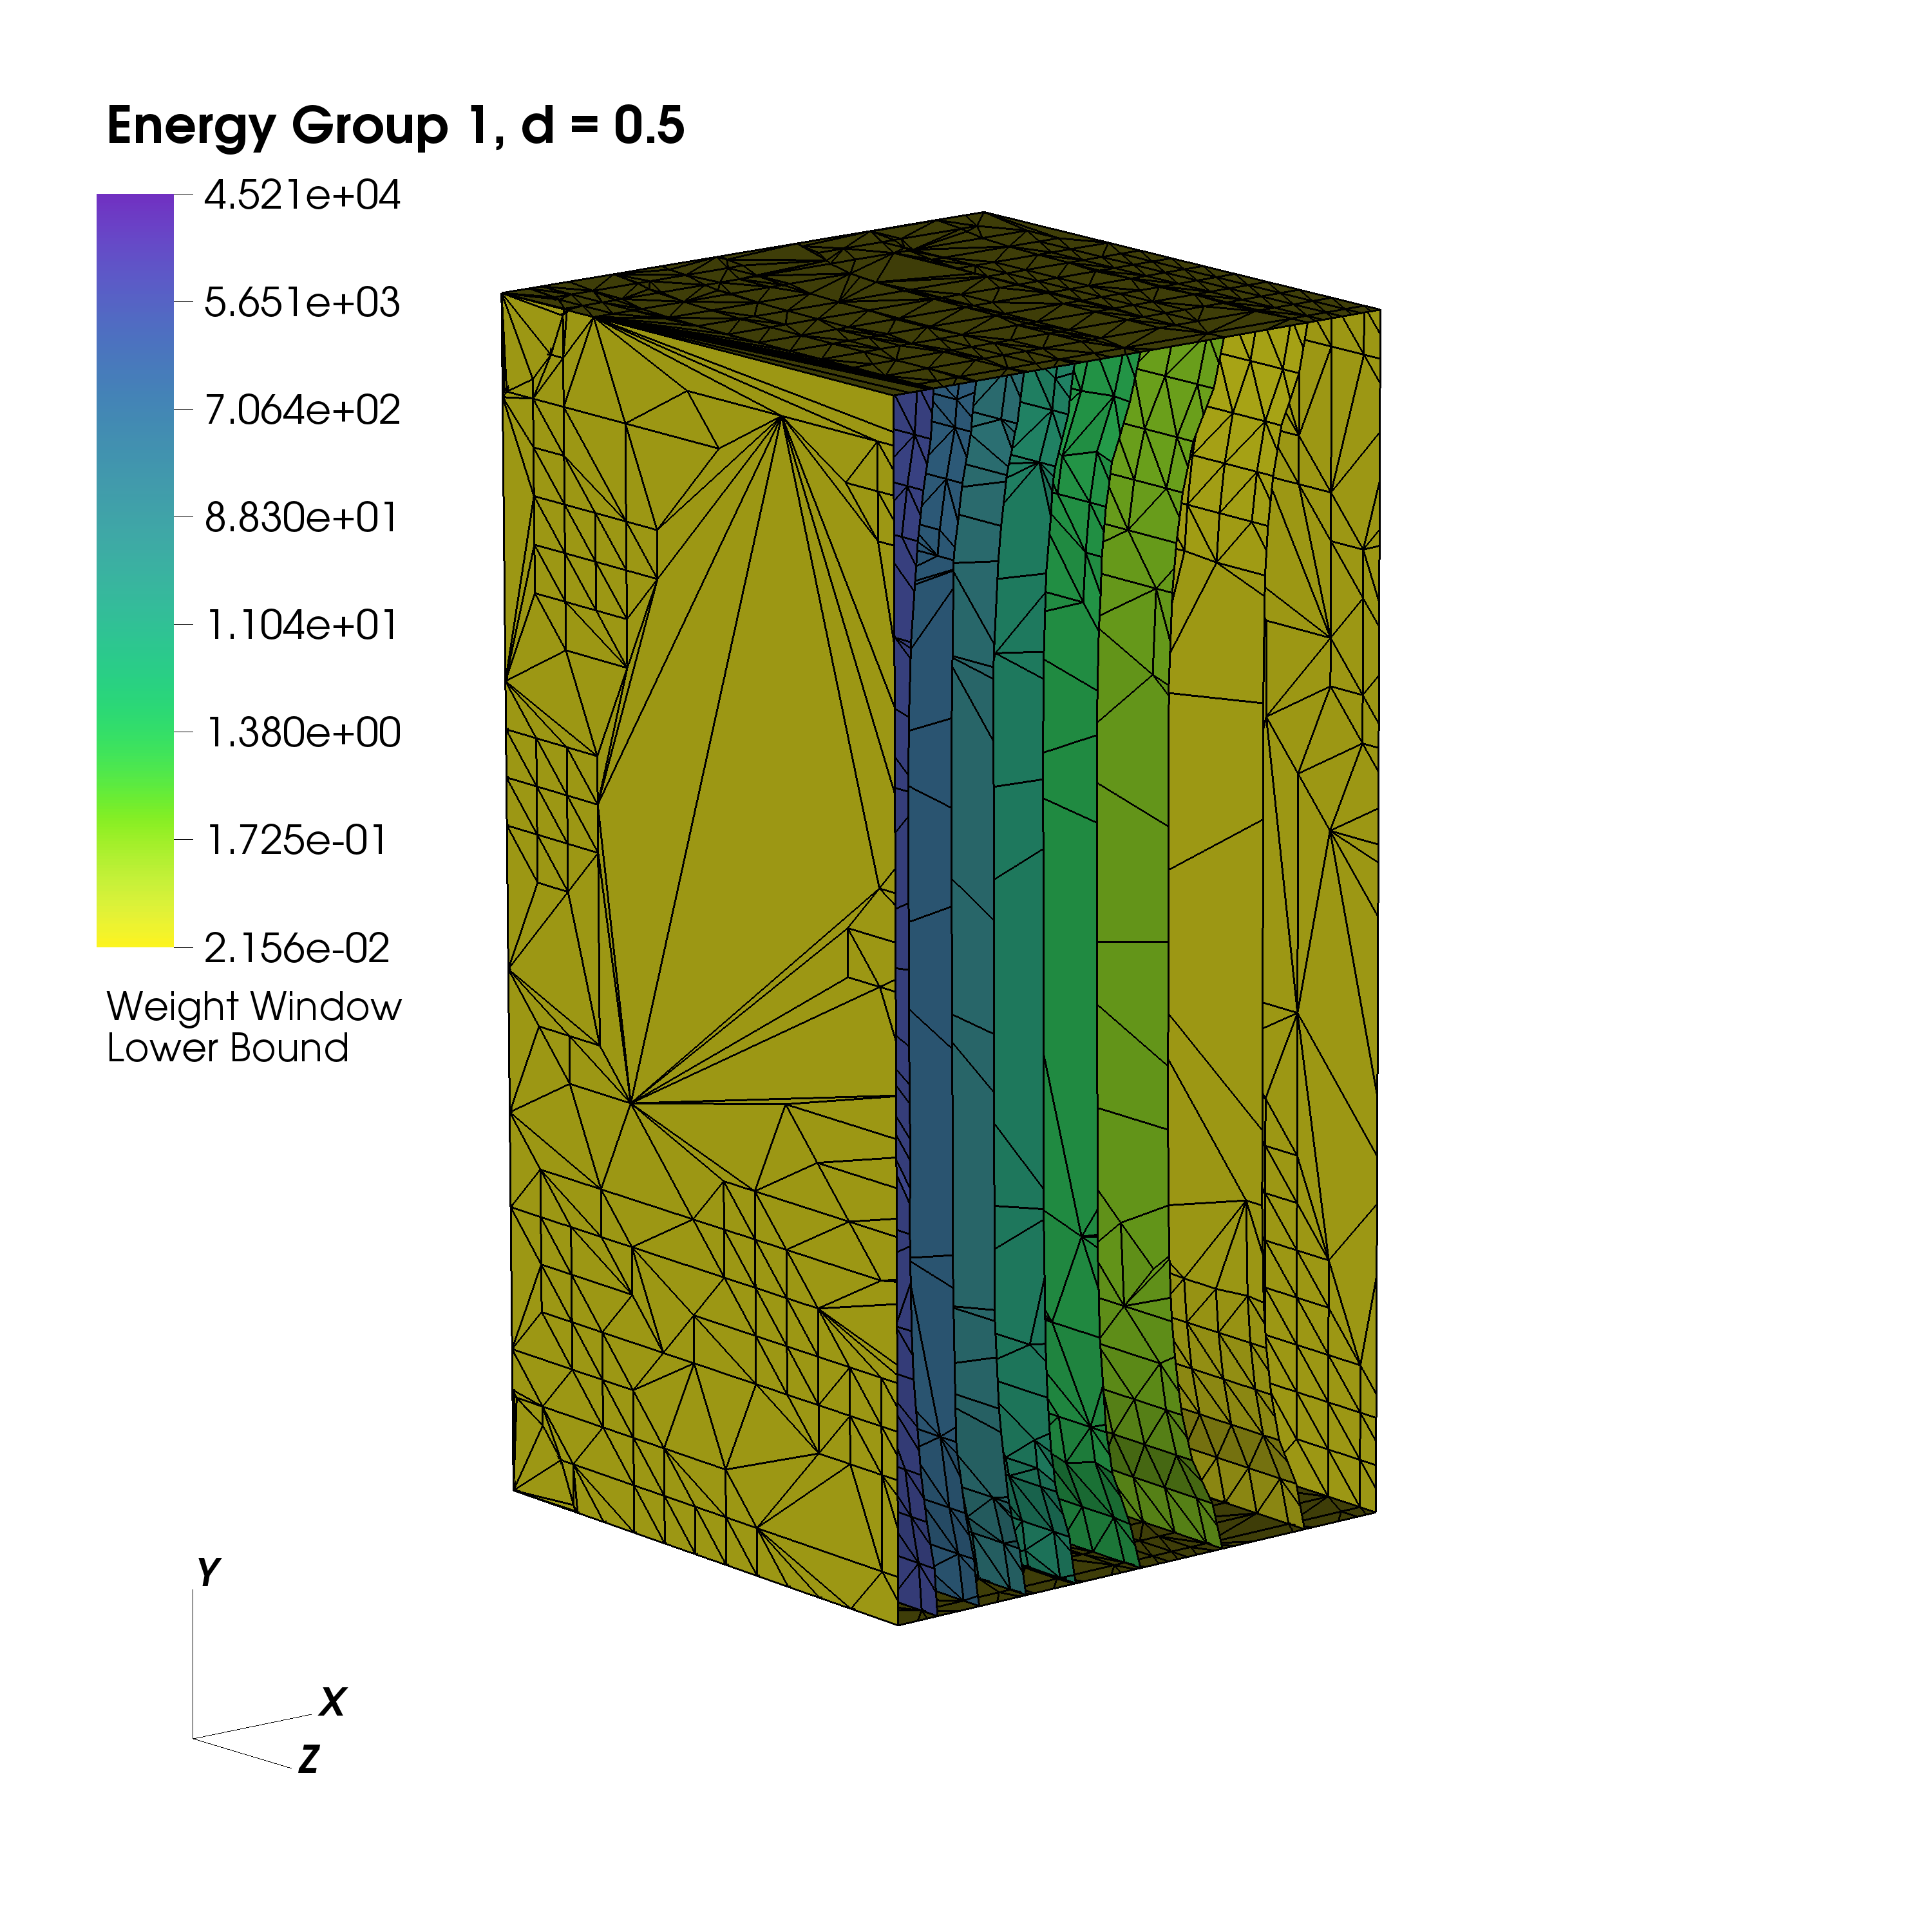 Energy Group 1, d = 0.5
4.521e+04
5.651e+03
7.064e+02
8.830e+01
1.104e+01
1.380e+00
1.725e-01
2.156e-02
Weight Window
Lower Bound
Y
X
Z